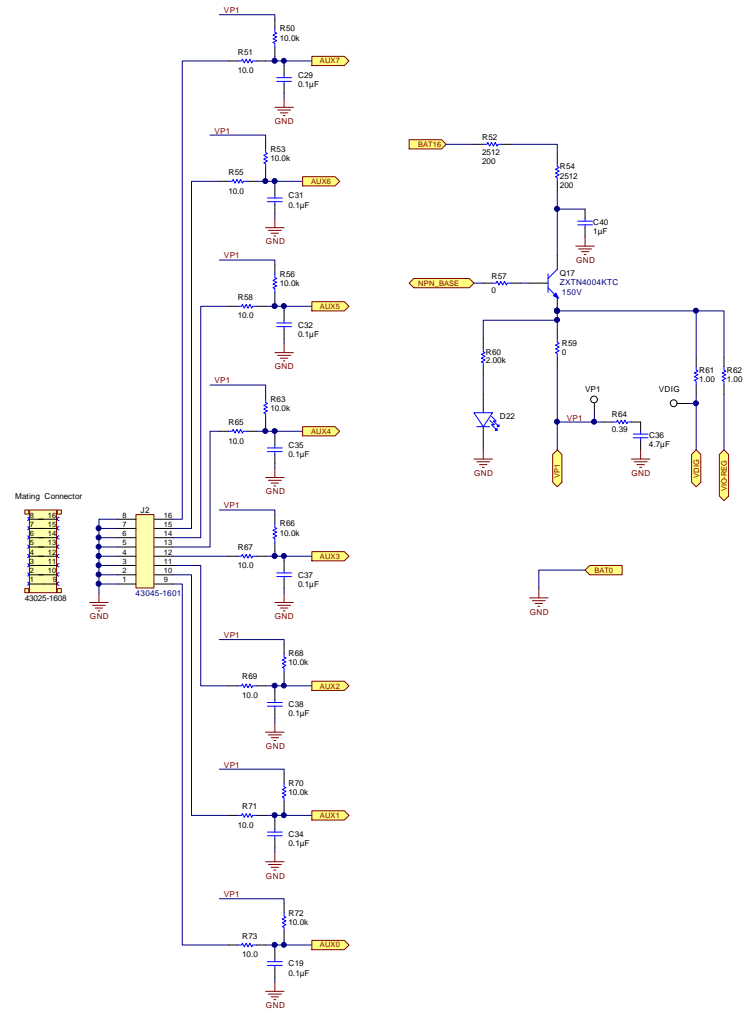 VP1
R50
10.0k
R51
10.0
AUX7
C29
0.1µF
GND
VP1
R53
10.0k
R55
10.0
AUX6
C31
0.1µF
GND
VP1
R56
10.0k
R58
10.0
AUX5
C32
0.1µF
GND
VP1
R63
10.0k
R65
10.0
AUX4
C35
0.1µF
GND
VP1
R66
10.0k
R67
10.0
AUX3
C37
0.1µF
GND
VP1
R68
10.0k
R69
10.0
AUX2
C38
0.1µF
GND
VP1
R70
10.0k
R71
10.0
AUX1
C34
0.1µF
GND
VP1
R72
10.0k
R73
10.0
AUX0
C19
0.1µF
GND
Mating Connector
8 16
7 15
6 14
5 13
4 12
3 11
2 10
1 9
43025-1608
J2
8 16
7 15
6 14
5 13
4 12
3 11
2 10
1 9
43045-1601
GND
BAT16
R52
2512
200
R54
2512
200
C40
1µF
GND
NPN_BASE
R57
0
Q17
ZXTN4004KTC
150V
R60
2.00k
D22
GND
R59
0
VP1
VP1
R64
0.39
C36
4.7µF
GND
VP1
VDIG
R61
1.00
R62
1.00
VDIG
VIO-REG
BAT0
GND